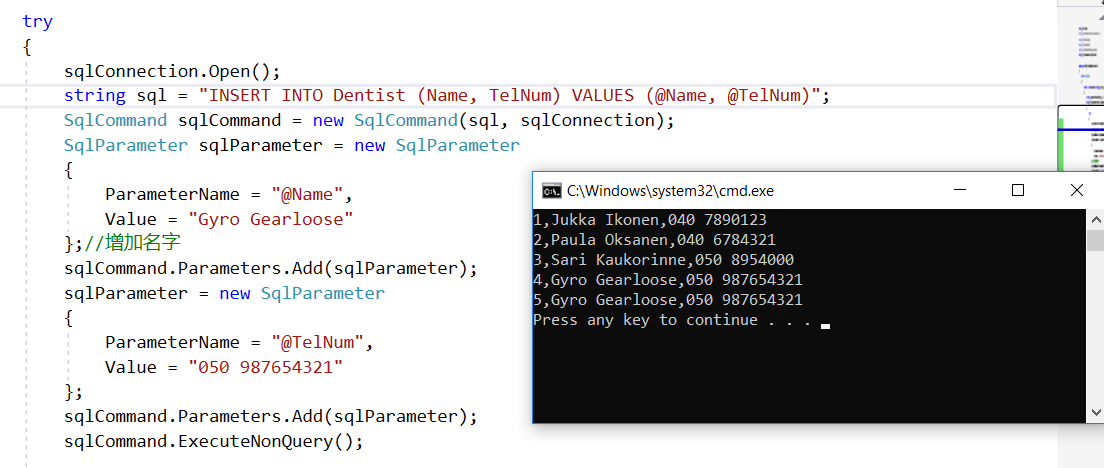 try
{
sqlConnection.Open();
string sql = "INSERT INTO Dentist (Name, TelNum) VALUES (@Name, @TelNum)";
SqlCommand sqlCommand = new SqlCommand(sql, sqlConnection);
SqlParameter sqlParameter = new SqlParameter
{
ParameterName = "@Name",
Value = "Gyro Gearloose"
};//增加名字
sqlCommand.Parameters.Add(sqlParameter);
sqlParameter = new SqlParameter
{
ParameterName = "@TelNum",
Value = "050 987654321"
};
sqlCommand.Parameters.Add(sqlParameter);
sqlCommand.ExecuteNonQuery();
C:\Windows\system32\cmd.exe
1,Jukka Ikonen,040 7890123
2,Paula Oksanen,040 6784321
3,Sari Kaukorinne,050 8954000
4,Gyro Gearloose,050 987654321
5,Gyro Gearloose,050 987654321
Press any key to continue . . .